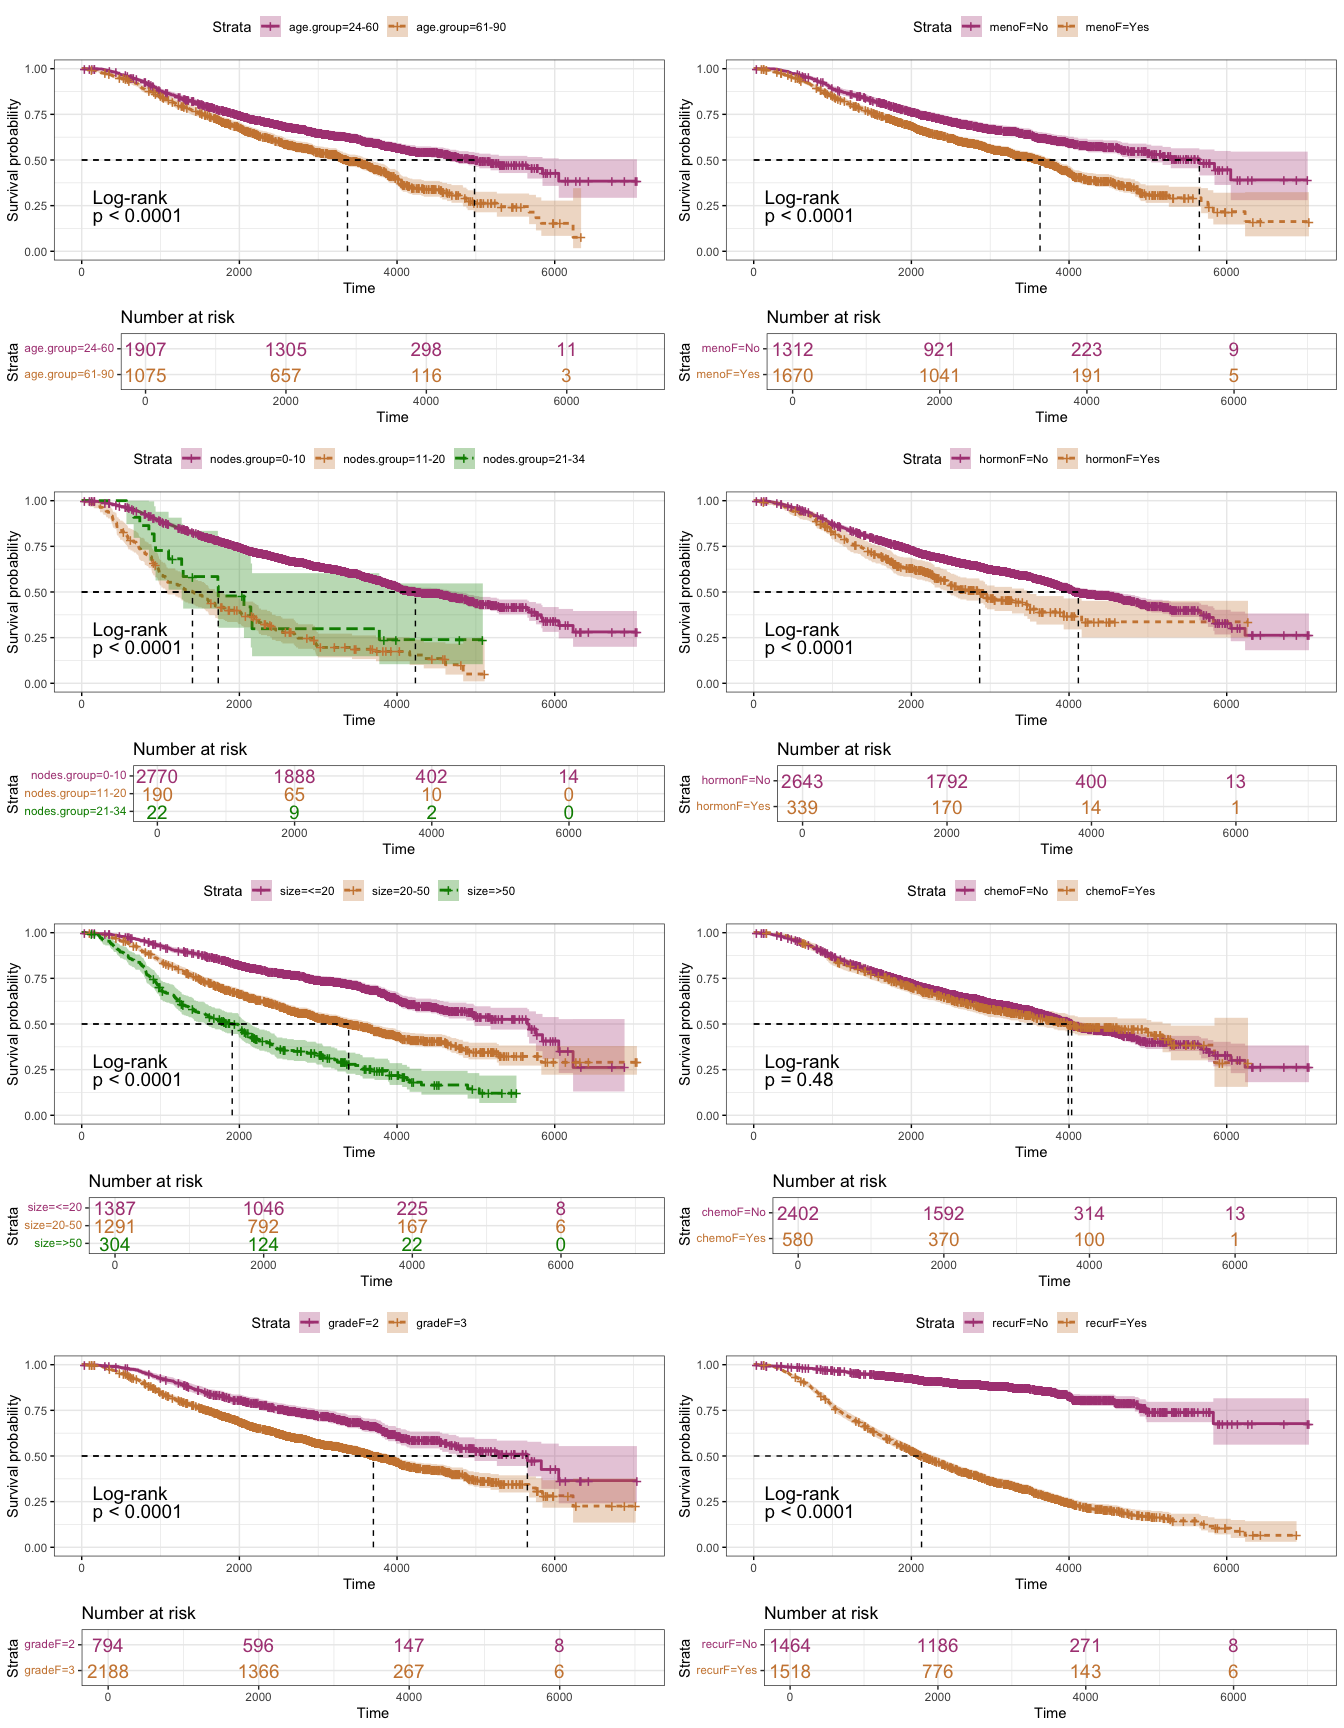 Strata age.group=24-60 age.group=61-90
Survival probability
1.00
0.75
0.50
0.25
0.00
Log-rank
p < 0.0001
0 2000 4000 6000
Time
Number at risk
Strata
age.group=24-60 1907 1305 298 11
age.group=61-90 1075 657 116 3
0 2000 4000 6000
Time
Strata menoF=No menoF=Yes
Survival probability
1.00
0.75
0.50
0.25
0.00
Log-rank
p < 0.0001
0 2000 4000 6000
Time
Number at risk
Strata
menoF=No 1312 921 223 9
menoF=Yes 1670 1041 191 5
0 2000 4000 6000
Time
Strata nodes.group=0-10 nodes.group=11-20 nodes.group=21-34
Survival probability
1.00
0.75
0.50
0.25
0.00
Log-rank
p < 0.0001
0 2000 4000 6000
Time
Number at risk
Strata
nodes.group=0-10 2770 1888 402 14
nodes.group=11-20 190 65 10 0
nodes.group=21-34 22 9 2 0
0 2000 4000 6000
Time
Strata hormonF=No hormonF=Yes
Survival probability
1.00
0.75
0.50
0.25
0.00
Log-rank
p < 0.0001
0 2000 4000 6000
Time
Number at risk
Strata
hormonF=No 2643 1792 400 13
hormonF=Yes 339 170 14 1
0 2000 4000 6000
Time
Strata size=<=20 size=20-50 size=>50
Survival probability
1.00
0.75
0.50
0.25
0.00
Log-rank
p < 0.0001
0 2000 4000 6000
Time
Number at risk
Strata
size=<=20 1387 1046 225 8
size=20-50 1291 792 167 6
size=>50 304 124 22 0
0 2000 4000 6000
Time
Strata chemoF=No chemoF=Yes
Survival probability
1.00
0.75
0.50
0.25
0.00
Log-rank
p = 0.48
0 2000 4000 6000
Time
Number at risk
Strata
chemoF=No 2402 1592 314 13
chemoF=Yes 580 370 100 1
0 2000 4000 6000
Time
Strata gradeF=2 gradeF=3
Survival probability
1.00
0.75
0.50
0.25
0.00
Log-rank
p < 0.0001
0 2000 4000 6000
Time
Number at risk
Strata
gradeF=2 794 596 147 8
gradeF=3 2188 1366 267 6
0 2000 4000 6000
Time
Strata recurF=No recurF=Yes
Survival probability
1.00
0.75
0.50
0.25
0.00
Log-rank
p < 0.0001
0 2000 4000 6000
Time
Number at risk
Strata
recurF=No 1464 1186 271 8
recurF=Yes 1518 776 143 6
0 2000 4000 6000
Time